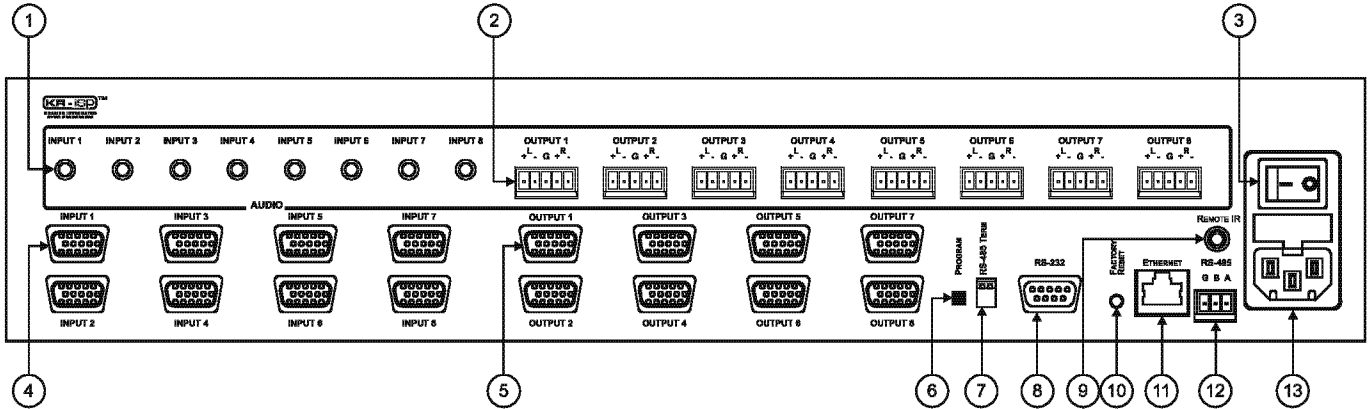 1 2 3
KR-isp™
INPUT 1 INPUT 2 INPUT 3 INPUT 4 INPUT 5 INPUT 6 INPUT 7 INPUT 8
OUTPUT 1 OUTPUT 2 OUTPUT 3 OUTPUT 4 OUTPUT 5 OUTPUT 6 OUTPUT 7 OUTPUT 8
+ L - G + R - + L - G + R - + L - G + R - + L - G + R - + L - G + R - + L - G + R - + L - G + R - + L - G + R -
AUDIO
INPUT 1 INPUT 3 INPUT 5 INPUT 7 OUTPUT 1 OUTPUT 3 OUTPUT 5 OUTPUT 7
REMOTE IR
PROGRAM
RS-485 TERM
RS-232
FACTORY
RESET
ETHERNET
RS-485
G B A
INPUT 2 INPUT 4 INPUT 6 INPUT 8 OUTPUT 2 OUTPUT 4 OUTPUT 6 OUTPUT 8
4 5 6 7 8 9 10 11 12 13